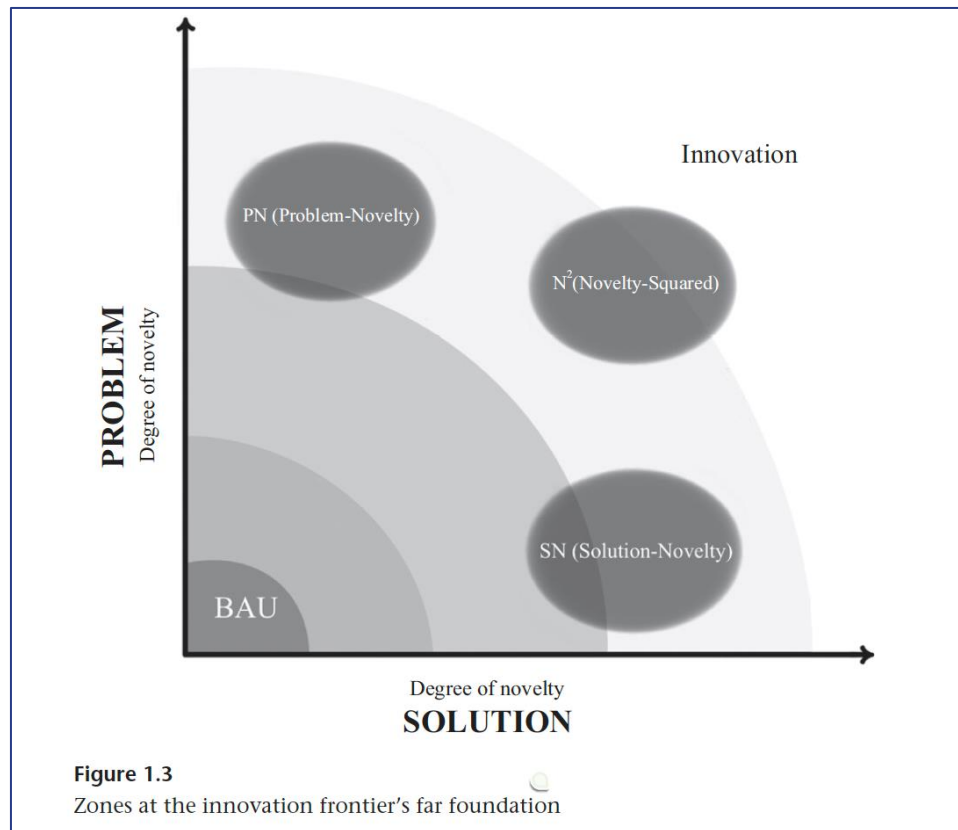 Innovation
PN (Problem-Novelty)
N²(Novelty-Squared)
PROBLEM
Degree of novelty
SN (Solution-Novelty)
BAU
Degree of novelty
SOLUTION
Figure 1.3
Zones at the innovation frontier's far foundation